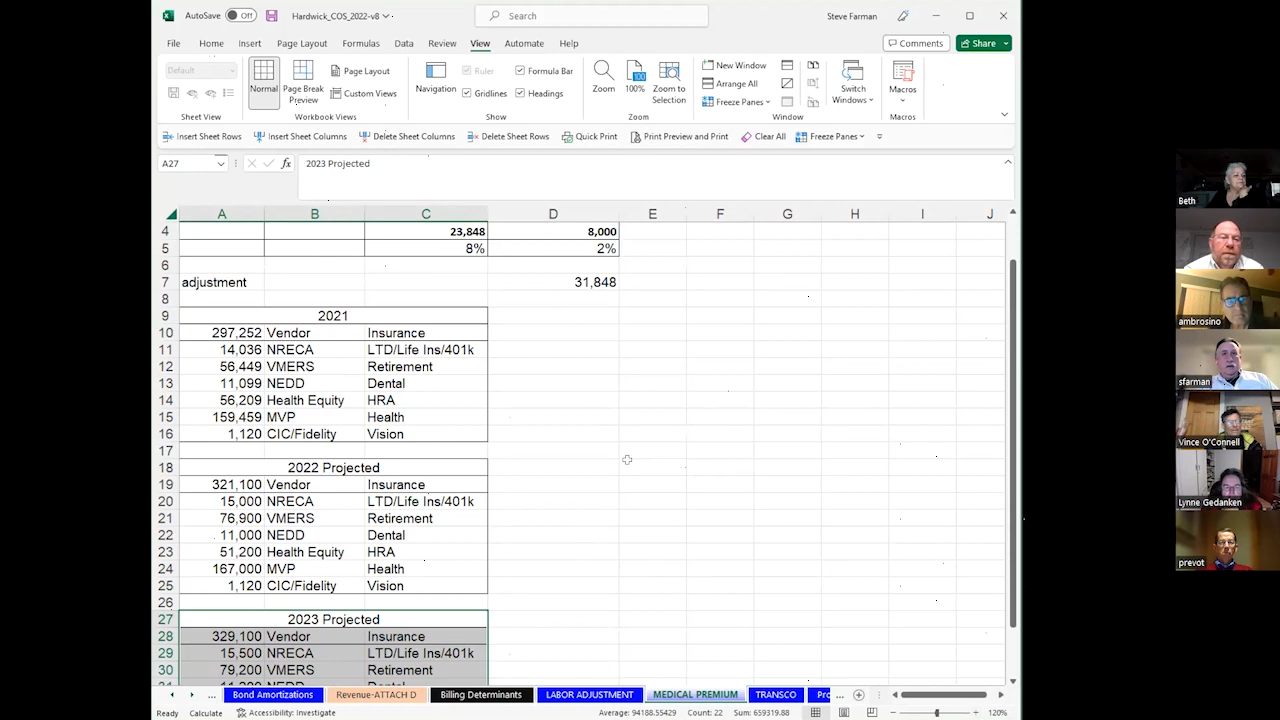 AutoSave Off Hardwick_COS_2022-v8 Search Steve Farman
File Home Insert Page Layout Formulas Data Review View Automate Help Comments Share
Default Normal Page Break Preview Page Layout Custom Views Navigation Ruler Formula Bar Gridlines Headings Zoom 100% Zoom to Selection New Window Arrange All Freeze Panes Switch Windows Macros
Sheet View Workbook Views Show Zoom Window Macros
Insert Sheet Rows Insert Sheet Columns Delete Sheet Columns Delete Sheet Rows Quick Print Print Preview and Print Clear All Freeze Panes
A27 fx 2023 Projected
A B C D E F G H I J
4 23,848 8,000
5 8% 2%
6
7 adjustment 31,848
8
9 2021
10 297,252 Vendor Insurance
11 14,036 NRECA LTD/Life Ins/401k
12 56,449 VMERS Retirement
13 11,099 NEDD Dental
14 56,209 Health Equity HRA
15 159,459 MVP Health
16 1,120 CIC/Fidelity Vision
17
18 2022 Projected
19 321,100 Vendor Insurance
20 15,000 NRECA LTD/Life Ins/401k
21 76,900 VMERS Retirement
22 11,000 NEDD Dental
23 51,200 Health Equity HRA
24 167,000 MVP Health
25 1,120 CIC/Fidelity Vision
26
27 2023 Projected
28 329,100 Vendor Insurance
29 15,500 NRECA LTD/Life Ins/401k
30 79,200 VMERS Retirement
... Bond Amortizations Revenue-ATTACH D Billing Determinants LABOR ADJUSTMENT MEDICAL PREMIUM TRANSCO Pro ...
Ready Calculate Accessibility: Investigate Average: 94188.55429 Count: 22 Sum: 659319.88 120%
Beth
ambrosino
sfarman
Vince O'Connell
Lynne Gedanken
prevot